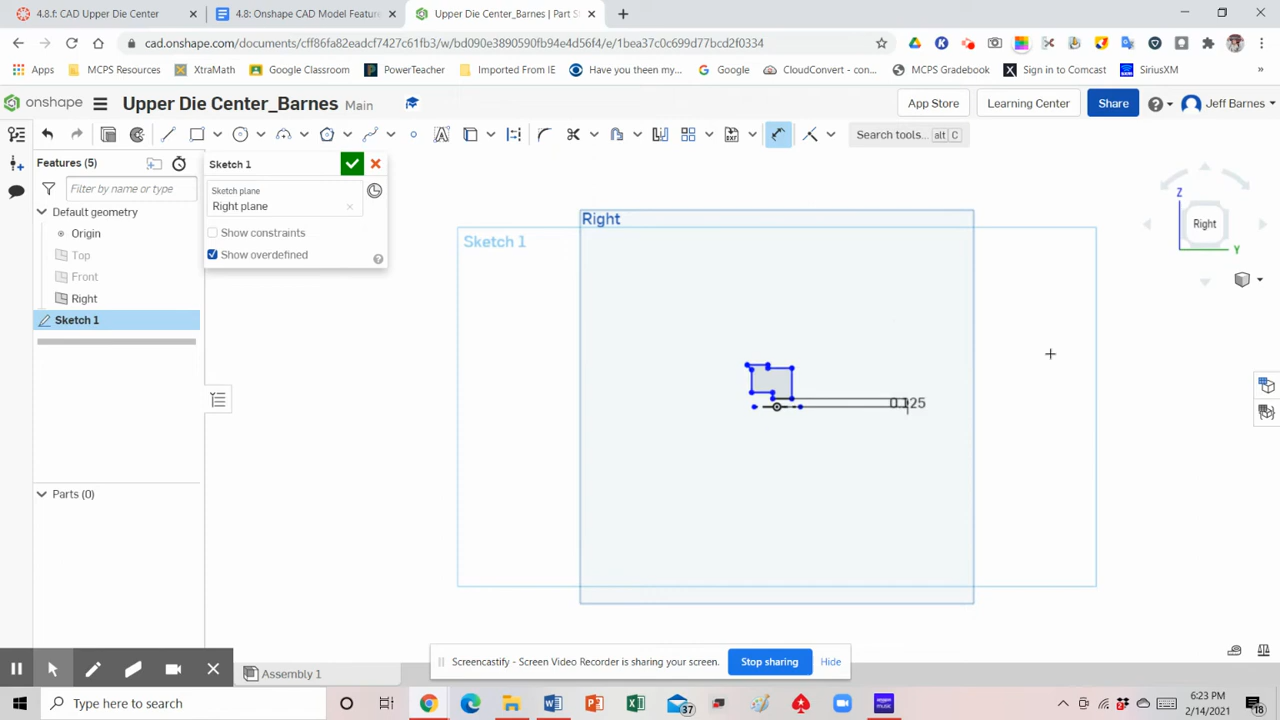 4.8.f: CAD Upper Die Center
4.8: Onshape CAD Model Feature
Upper Die Center_Barnes | Part S
cad.onshape.com/documents/cff86fa82eadcf7427c61fb3/w/bd090e3890590fb94e4d56f4/e/1bea37c0c699d77bcd2f0334
Apps
MCPS Resources
XtraMath
Google Classroom
PowerTeacher
Imported From IE
Have you theen my...
Google
CloudConvert - con...
MCPS Gradebook
Sign in to Comcast
SiriusXM
»
onshape
Upper Die Center_Barnes Main
App Store
Learning Center
Share
Jeff Barnes
Search tools... alt C
Features (5)
Sketch 1
Filter by name or type
Sketch plane
Right plane
Default geometry
Origin
Show constraints
Top
Show overdefined
Front
Right
Sketch 1
Right
Sketch 1
Z
Right
Y
0.125
Parts (0)
Screencastify - Screen Video Recorder is sharing your screen.
Stop sharing
Hide
Assembly 1
Type here to search
37
6:23 PM
2/14/2021
18